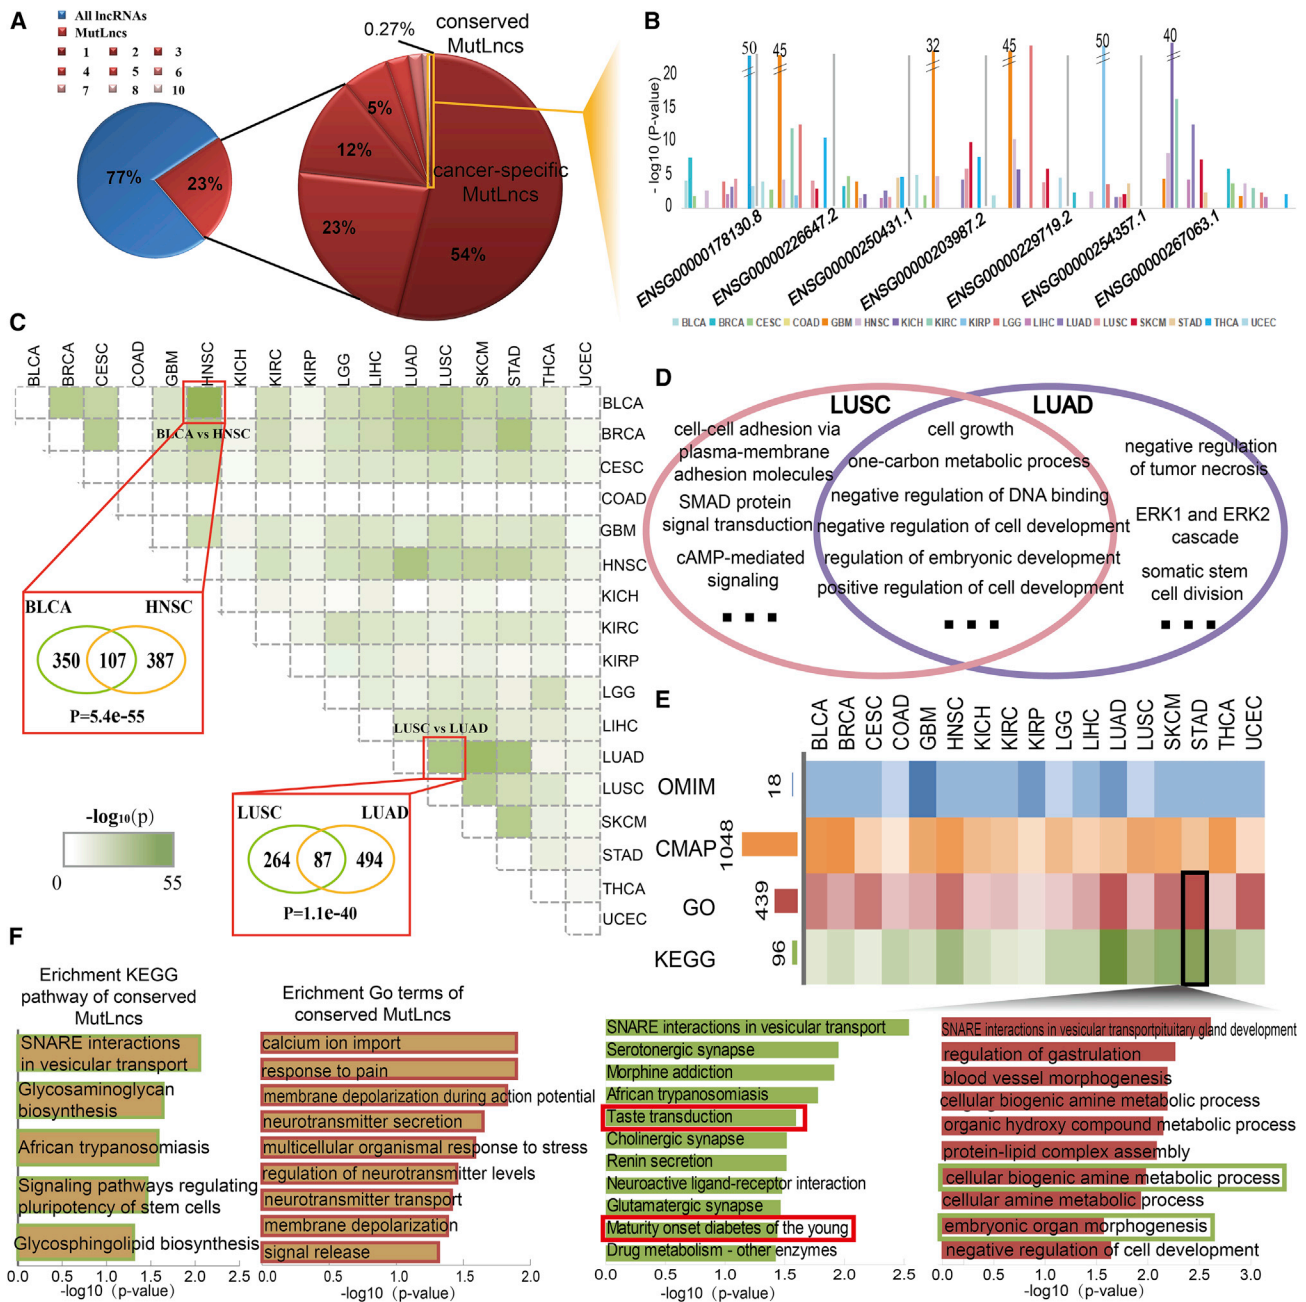 A
All lncRNAs
MutLncs
1 2 3
4 5 6
7 8 10
77%
23%
0.27%
conserved
MutLncs
5%
12%
23%
54%
cancer-specific
MutLncs
B
- log10 (P-value)
20
15
10
5
0
50
45
32
45
50
40
ENSG00000178130.8
ENSG00000226647.2
ENSG00000250431.1
ENSG00000203987.2
ENSG00000229719.2
ENSG00000254357.1
ENSG00000267063.1
BLCA BRCA CESC COAD GBM HNSC KICH KIRC KIRP LGG LIHC LUAD LUSC SKCM STAD THCA UCEC
C
BLCA BRCA CESC COAD GBM HNSC KICH KIRC KIRP LGG LIHC LUAD LUSC SKCM STAD THCA UCEC
BLCA
BRCA
CESC
COAD
GBM
HNSC
KICH
KIRC
KIRP
LGG
LIHC
LUAD
LUSC
SKCM
STAD
THCA
UCEC
BLCA vs HNSC
BLCA HNSC
350 107 387
P=5.4e-55
LUSC vs LUAD
LUSC LUAD
264 87 494
P=1.1e-40
-log10(p)
0 55
D
LUSC LUAD
cell-cell adhesion via
plasma-membrane
adhesion molecules
SMAD protein
signal transduction
cAMP-mediated
signaling
cell growth
one-carbon metabolic process
negative regulation of DNA binding
negative regulation of cell development
regulation of embryonic development
positive regulation of cell development
negative regulation
of tumor necrosis
ERK1 and ERK2
cascade
somatic stem
cell division
E
BLCA BRCA CESC COAD GBM HNSC KICH KIRC KIRP LGG LIHC LUAD LUSC SKCM STAD THCA UCEC
OMIM 18
CMAP 1048
GO 439
KEGG 96
F
Erichment KEGG
pathway of conserved
MutLncs
SNARE interactions
in vesicular transport
Glycosaminoglycan
biosynthesis
African trypanosomiasis
Signaling pathways regulating
pluripotency of stem cells
Glycosphingolipid biosynthesis
0.0 0.5 1.0 1.5 2.0 2.5
-log10 (p-value)
Erichment Go terms of
conserved MutLncs
calcium ion import
response to pain
membrane depolarization during action potential
neurotransmitter secretion
multicellular organismal response to stress
regulation of neurotransmitter levels
neurotransmitter transport
membrane depolarization
signal release
0.0 0.5 1.0 1.5 2.0
-log10 (p-value)
SNARE interactions in vesicular transport
Serotonergic synapse
Morphine addiction
African trypanosomiasis
Taste transduction
Cholinergic synapse
Renin secretion
Neuroactive ligand-receptor interaction
Glutamatergic synapse
Maturity onset diabetes of the young
Drug metabolism - other enzymes
0.0 0.5 1.0 1.5 2.0 2.5
-log10 (p-value)
SNARE interactions in vesicular transportpituitary gland development
regulation of gastrulation
blood vessel morphogenesis
cellular biogenic amine metabolic process
organic hydroxy compound metabolic process
protein-lipid complex assembly
cellular biogenic amine metabolic process
cellular amine metabolic process
embryonic organ morphogenesis
negative regulation of cell development
0.0 0.5 1.0 1.5 2.0 2.5 3.0
-log10 (p-value)